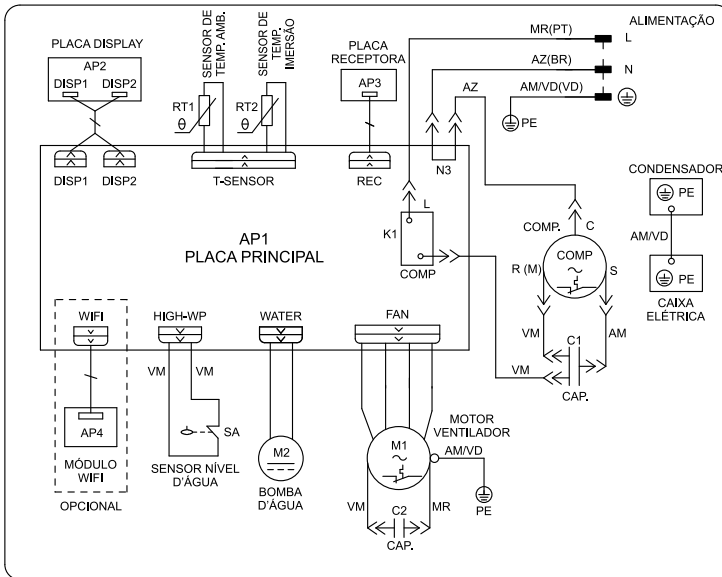 PLACA DISPLAY
AP2
DISP1 DISP2
DISP1 DISP2
SENSOR DE
TEMP. AMB.
RT1
θ
SENSOR DE
TEMP.
IMERSÃO
RT2
θ
T-SENSOR
PLACA
RECEPTORA
AP3
REC
MR(PT)
AZ(BR)
AZ
AM/VD(VD)
PE
ALIMENTAÇÃO
L
N
N3
L
K1
COMP
AP1
PLACA PRINCIPAL
CONDENSADOR
PE
AM/VD
PE
CAIXA
ELÉTRICA
COMP.
C
COMP
R (M)
S
VM
C1
AM
VM
CAP.
WIFI
HIGH-WP
WATER
FAN
AP4
MÓDULO
WIFI
OPCIONAL
VM
VM
SA
SENSOR NÍVEL
D'ÁGUA
M2
BOMBA
D'ÁGUA
MOTOR
VENTILADOR
M1
AM/VD
PE
VM
C2
MR
CAP.